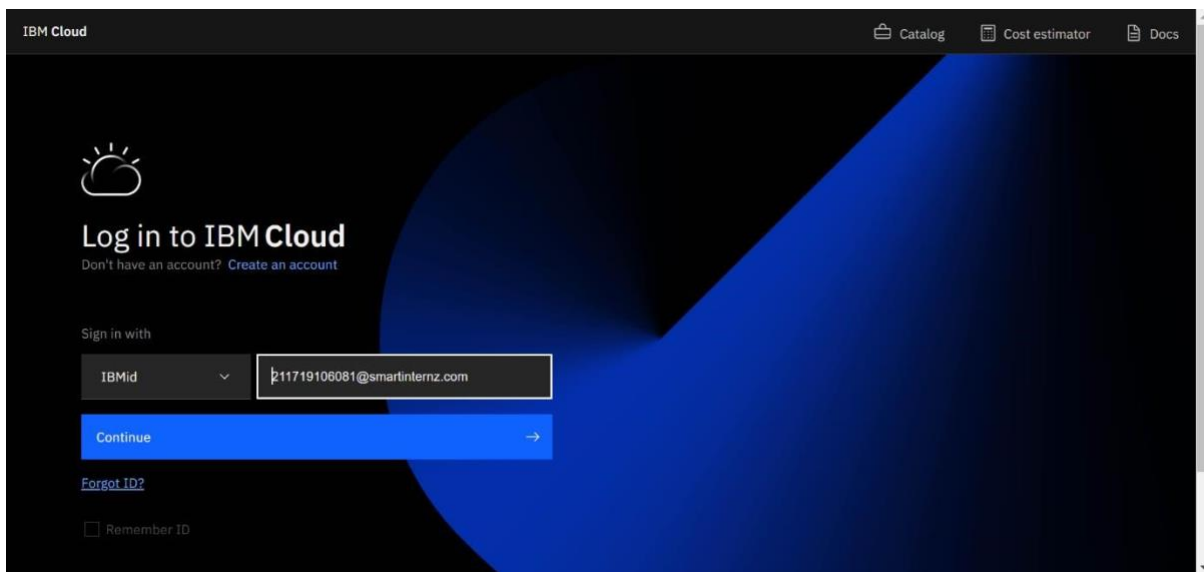 IBM Cloud
Catalog
Cost estimator
Docs
Log in to IBM Cloud
Don't have an account? Create an account
Sign in with
IBMid
211719106081@smartinternz.com
Continue
Forgot ID?
Remember ID